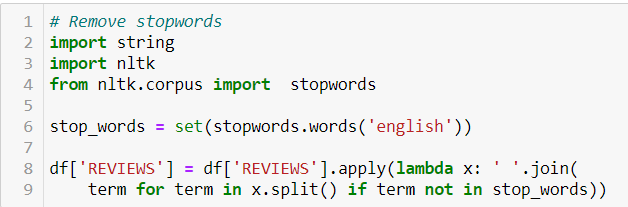 1 # Remove stopwords
2 import string
3 import nltk
4 from nltk.corpus import  stopwords
5
6 stop_words = set(stopwords.words('english'))
7
8 df['REVIEWS'] = df['REVIEWS'].apply(lambda x: ' '.join(
9     term for term in x.split() if term not in stop_words))